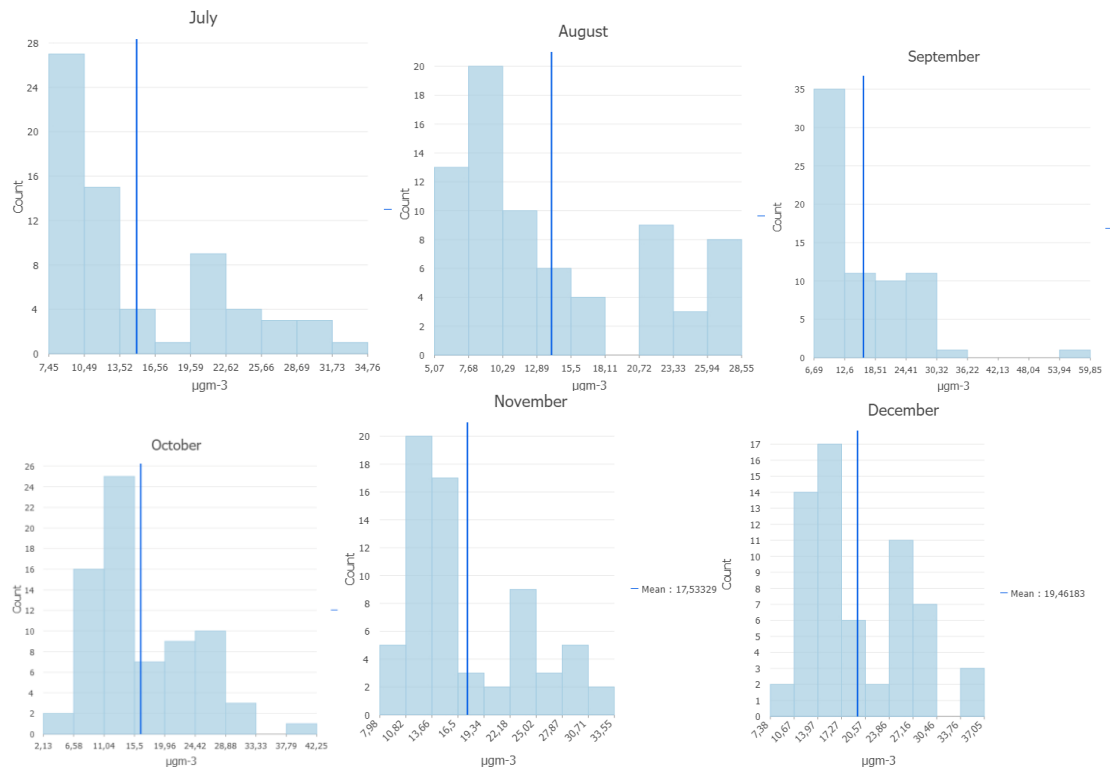 July
28
24
20
16
12
8
4
0
Count
7,45 10,49 13,52 16,56 19,59 22,62 25,66 28,69 31,73 34,76
µgm-3
August
20
18
16
14
12
10
8
6
4
2
0
Count
5,07 7,68 10,29 12,89 15,5 18,11 20,72 23,33 25,94 28,55
µgm-3
September
35
30
25
20
15
10
5
0
Count
6,69 12,6 18,51 24,41 30,32 36,22 42,13 48,04 53,94 59,85
µgm-3
October
26
24
22
20
18
16
14
12
10
8
6
4
2
0
Count
2,13 6,58 11,04 15,5 19,96 24,42 28,88 33,33 37,79 42,25
µgm-3
November
20
18
16
14
12
10
8
6
4
2
0
Count
7,98 10,82 13,66 16,5 19,34 22,18 25,02 27,87 30,71 33,55
µgm-3
Mean : 17,53329
December
17
16
15
14
13
12
11
10
9
8
7
6
5
4
3
2
1
0
Count
7,38 10,67 13,97 17,27 20,57 23,86 27,16 30,46 33,76 37,05
µgm-3
Mean : 19,46183